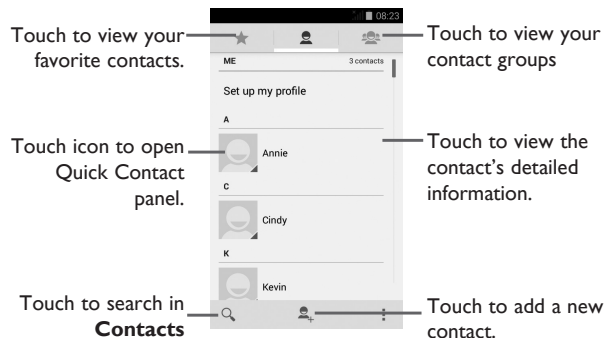 08:23
Touch to view your
favorite contacts.
Touch to view your
contact groups
ME 3 contacts
Set up my profile
A
Touch icon to open
Quick Contact
panel.
Annie
Touch to view the
contact's detailed
information.
C
Cindy
K
Kevin
Touch to search in
Contacts
Touch to add a new
contact.